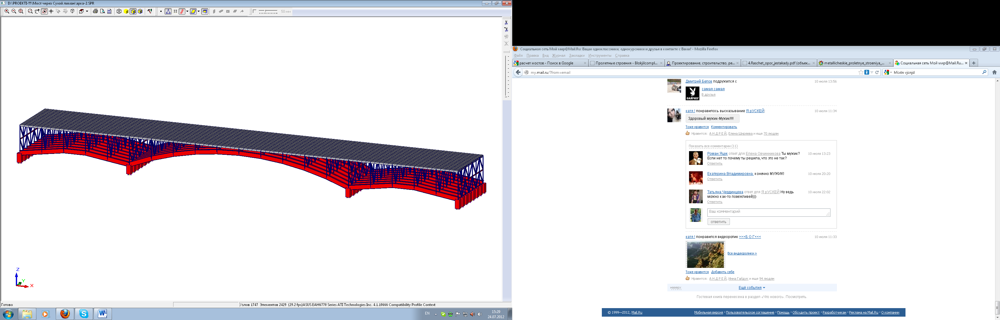 D:\PROEKTI-!!!\Мост через Сухой лиман\арка-2.SPR
50 мм
Z
Y
X
Готово
Узлов 1747 Элементов 2429 (29.2 fps)ASUS EAH6770 Series ATI Technologies Inc. 4.1.10666 Compatibility Profile Context
EN
15:29
24.07.2012
Социальная сеть Мой мир@Mail.Ru: Ваши одноклассники, однокурсники и друзья в контакте с Вами! - Mozilla Firefox
Файл Правка Вид Журнал Закладки Инструменты Справка
расчет мостов - Поиск в Google
Пролетные строения - Blokjilcompl...
Проектирование, строительство, ре...
4.Raschet_opor_jestakady.pdf (объек...
metallicheskie_proletnye_stroeniya_...
Социальная сеть Мой мир@Mail.Ru...
my.mail.ru/?from=email
hfcxtn vjcnjd
Дмитрий Белов подружился с
10 июля 13:56
самая самая
В друзья
ЗАЙЧЕГ
катя ! понравилось высказывание Я рУСКЕЙ:
10 июля 11:34
Здоровый мужик-Мужик!!!!
Тоже нравится Комментировать
Нравится: А Н Д Р Е Й, Елена Ширяева и еще 70 людям
Показать все комментарии (11)
Роман Яцук ответ для Елена Овчинникова Ты мужик?
10 июля 13:23
Если нет то почему ты решила, что это не так?
Ответить
Екатерина Владимировна. конечно МУЖИК!
10 июля 20:20
Ответить
Татьяна Чердинцева ответ для Я рУСКЕЙ Ну ведь
10 июля 22:02
можно как-то повежливей)))
Ответить
Ваш комментарий
ответить
катя ! понравился видеоролик >>>Б О Г<<<
10 июля 11:33
Все видеоролики »
Тоже нравится Добавить себе
Нравится: А Н Д Р Е Й, Инна Гайдук и еще 94 людям
наверх
Ещё события
Гостевая книга перенесена в раздел «Что нового». Посмотреть.
© 1999—2012, Mail.Ru
Мобильная версия · Пользовательское соглашение · Помощь · Обсудить проект · Разработчикам · Реклама на Mail.Ru · О компании